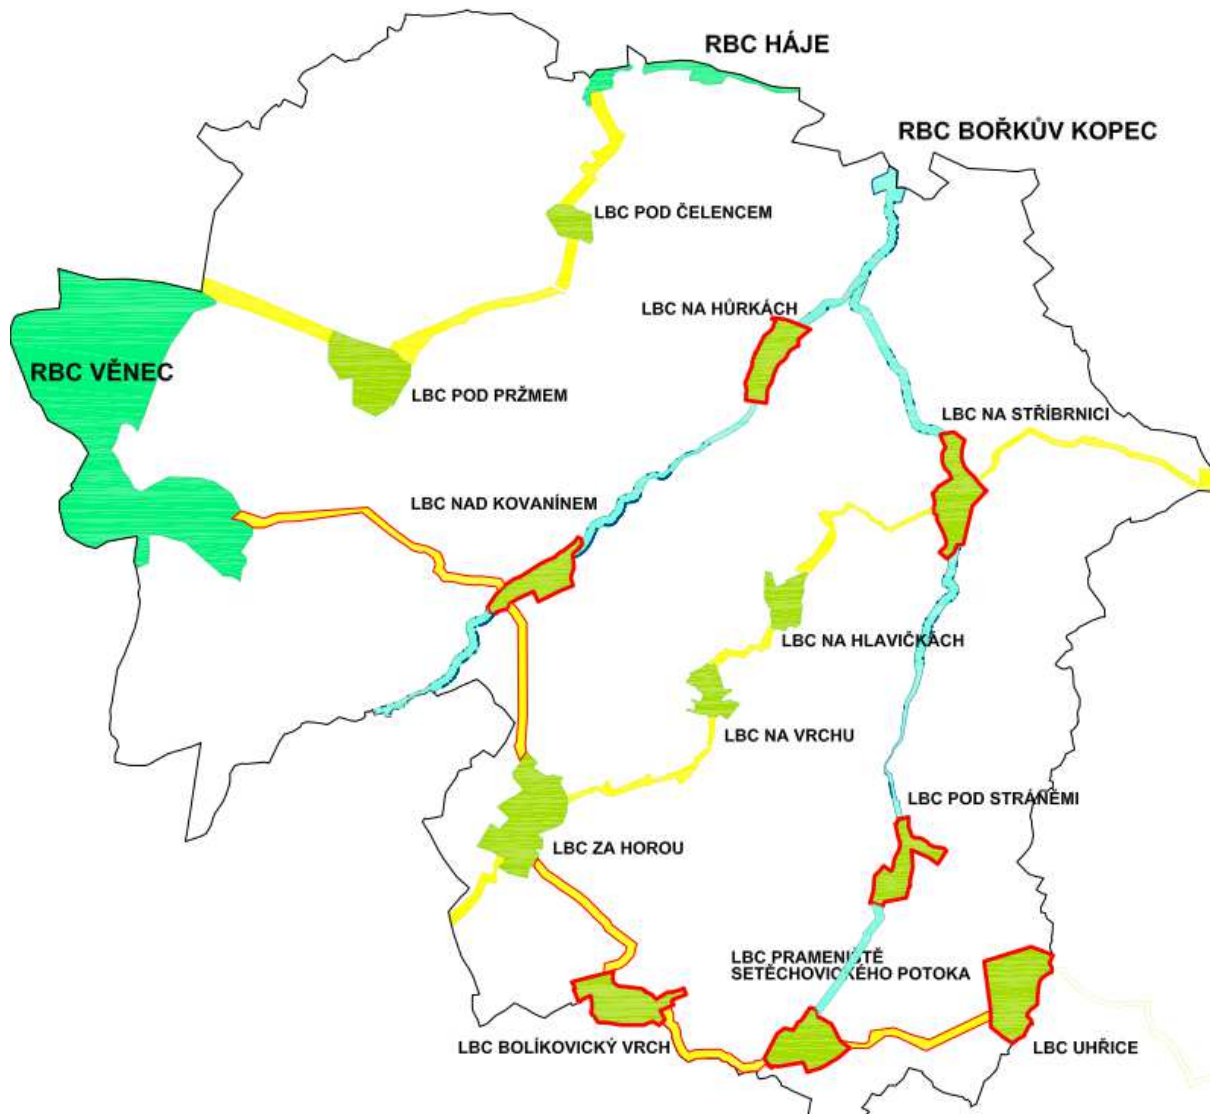 RBC HÁJE
RBC BOŘKŮV KOPEC
LBC POD ČELENCEM
LBC NA HŮRKÁCH
RBC VĚNEC
LBC POD PRŽMEM
LBC NA STŘÍBRNICI
LBC NAD KOVANÍNEM
LBC NA HLAVIČKÁCH
LBC NA VRCHU
LBC POD STRÁNĚMI
LBC ZA HOROU
LBC PRAMENIŠTĚ
SETĚCHOVICKÉHO POTOKA
LBC BOLÍKOVICKÝ VRCH
LBC UHŘICE